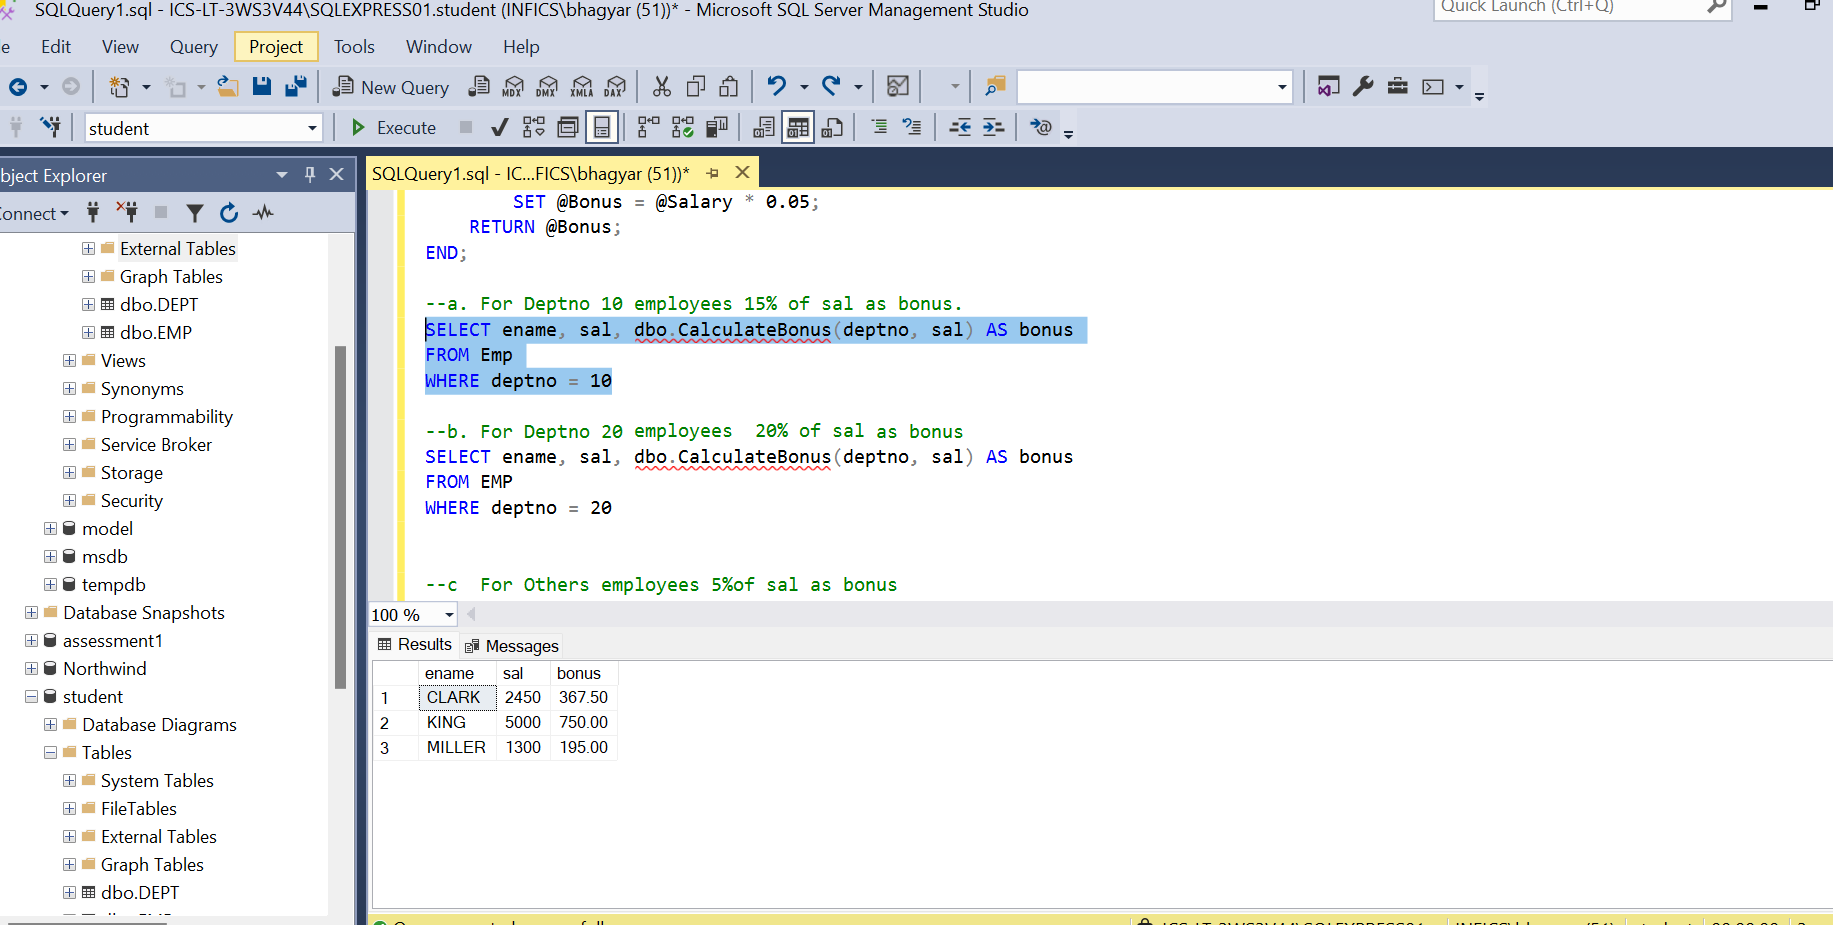 SQLQuery1.sql - ICS-LT-3WS3V44\SQLEXPRESS01.student (INFICS\bhagyar (51))* - Microsoft SQL Server Management Studio
Quick Launch (Ctrl+Q)
e Edit View Query Project Tools Window Help
New Query MDX DMX XMLA DAX
student Execute
bject Explorer
onnect
External Tables
Graph Tables
dbo.DEPT
dbo.EMP
Views
Synonyms
Programmability
Service Broker
Storage
Security
model
msdb
tempdb
Database Snapshots
assessment1
Northwind
student
Database Diagrams
Tables
System Tables
FileTables
External Tables
Graph Tables
dbo.DEPT
SQLQuery1.sql - IC...FICS\bhagyar (51))*
SET @Bonus = @Salary * 0.05;
RETURN @Bonus;
END;
--a. For Deptno 10 employees 15% of sal as bonus.
SELECT ename, sal, dbo.CalculateBonus(deptno, sal) AS bonus
FROM Emp
WHERE deptno = 10
--b. For Deptno 20 employees  20% of sal as bonus
SELECT ename, sal, dbo.CalculateBonus(deptno, sal) AS bonus
FROM EMP
WHERE deptno = 20
--c  For Others employees 5%of sal as bonus
100 %
Results Messages
ename sal bonus
1 CLARK 2450 367.50
2 KING 5000 750.00
3 MILLER 1300 195.00